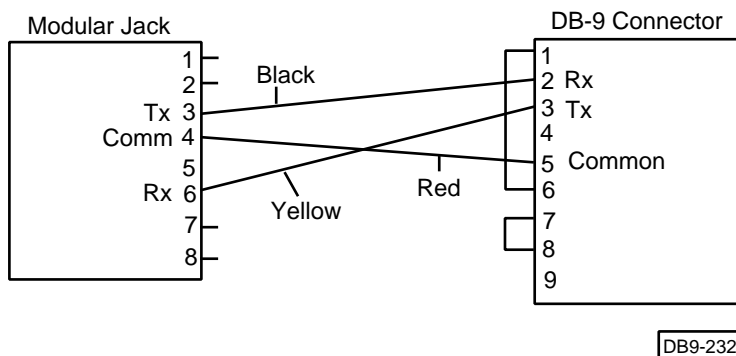 Modular Jack
DB-9 Connector
1
2
Tx 3
Comm 4
5
Rx 6
7
8
Black
Yellow
Red
1
2 Rx
3 Tx
4
5 Common
6
7
8
9
DB9-232